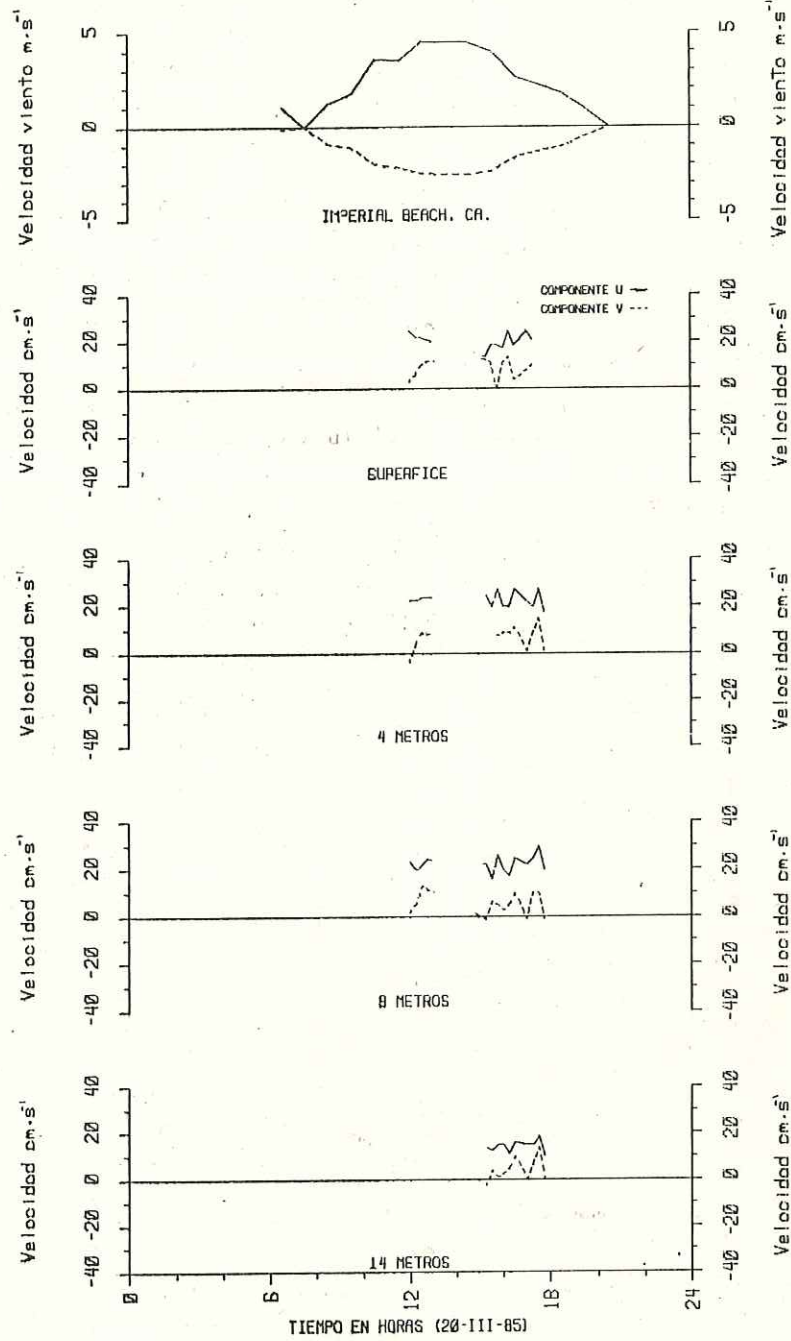 Velocidad viento m·s⁻¹
5
0
-5
5
0
-5
Velocidad viento m·s⁻¹
IMPERIAL BEACH, CA.
Velocidad cm·s⁻¹
40
20
0
-20
-40
COMPONENTE U
COMPONENTE V
40
20
0
-20
-40
Velocidad cm·s⁻¹
SUPERFICE
Velocidad cm·s⁻¹
40
20
0
-20
-40
40
20
0
-20
-40
Velocidad cm·s⁻¹
4 METROS
Velocidad cm·s⁻¹
40
20
0
-20
-40
40
20
0
-20
-40
Velocidad cm·s⁻¹
8 METROS
Velocidad cm·s⁻¹
40
20
0
-20
-40
40
20
0
-20
-40
Velocidad cm·s⁻¹
14 METROS
0 6 12 18 24
TIEMPO EN HORAS (20-III-85)